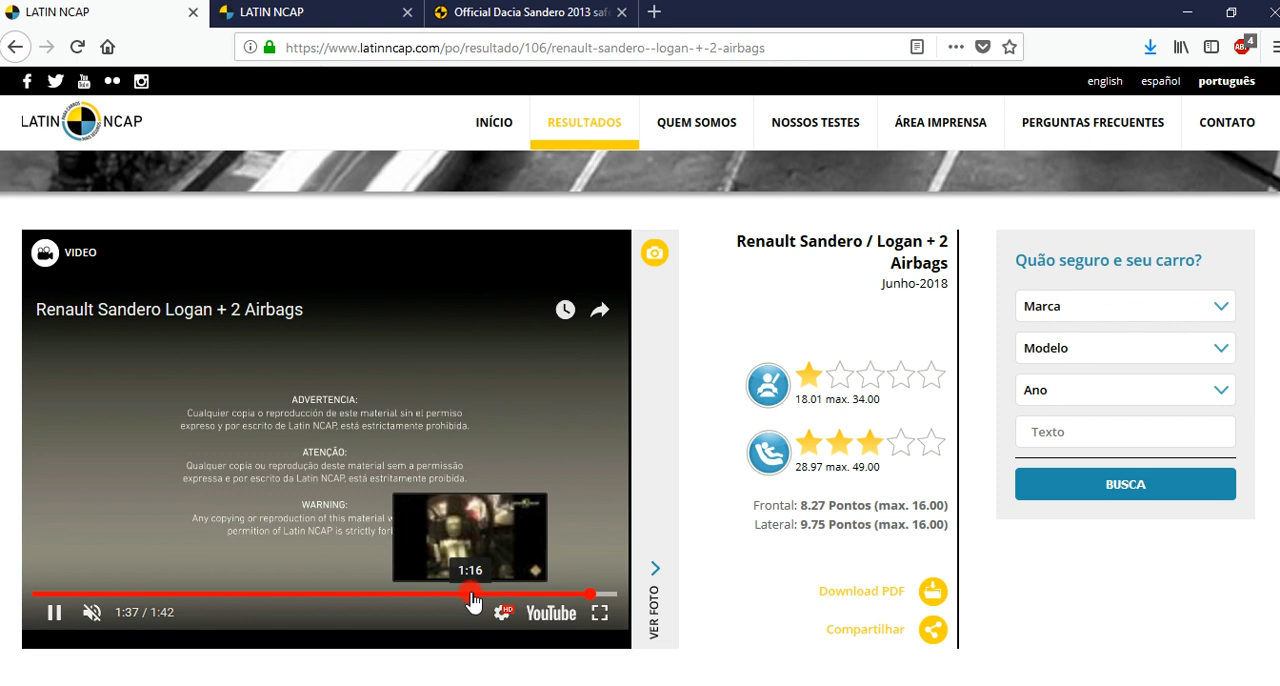 LATIN NCAP
LATIN NCAP
Official Dacia Sandero 2013 saf
https://www.latinncap.com/po/resultado/106/renault-sandero--logan-+-2-airbags
ABP
4
You
Tube
english español português
LATIN NCAP
INÍCIO RESULTADOS QUEM SOMOS NOSSOS TESTES ÁREA IMPRENSA PERGUNTAS FRECUENTES CONTATO
VIDEO
Renault Sandero Logan + 2 Airbags
ADVERTENCIA:
Cualquier copia o reproducción de este material sin el permiso
expreso y por escrito de Latin NCAP, está estrictamente prohibida.
ATENÇÃO:
Qualquer copia ou reprodução deste material sem a permissão
expressa e por escrito da Latin NCAP, está estritamente proibida.
WARNING:
Any copying or reproduction of this material w
permition of Latin NCAP is strictly for
1:16
1:37 / 1:42
HD
YouTube
VER FOTO
Renault Sandero / Logan + 2
Airbags
Junho-2018
18.01 max. 34.00
28.97 max. 49.00
Frontal: 8.27 Pontos (max. 16.00)
Lateral: 9.75 Pontos (max. 16.00)
Download PDF
Compartilhar
Quão seguro e seu carro?
Marca
Modelo
Ano
Texto
BUSCA